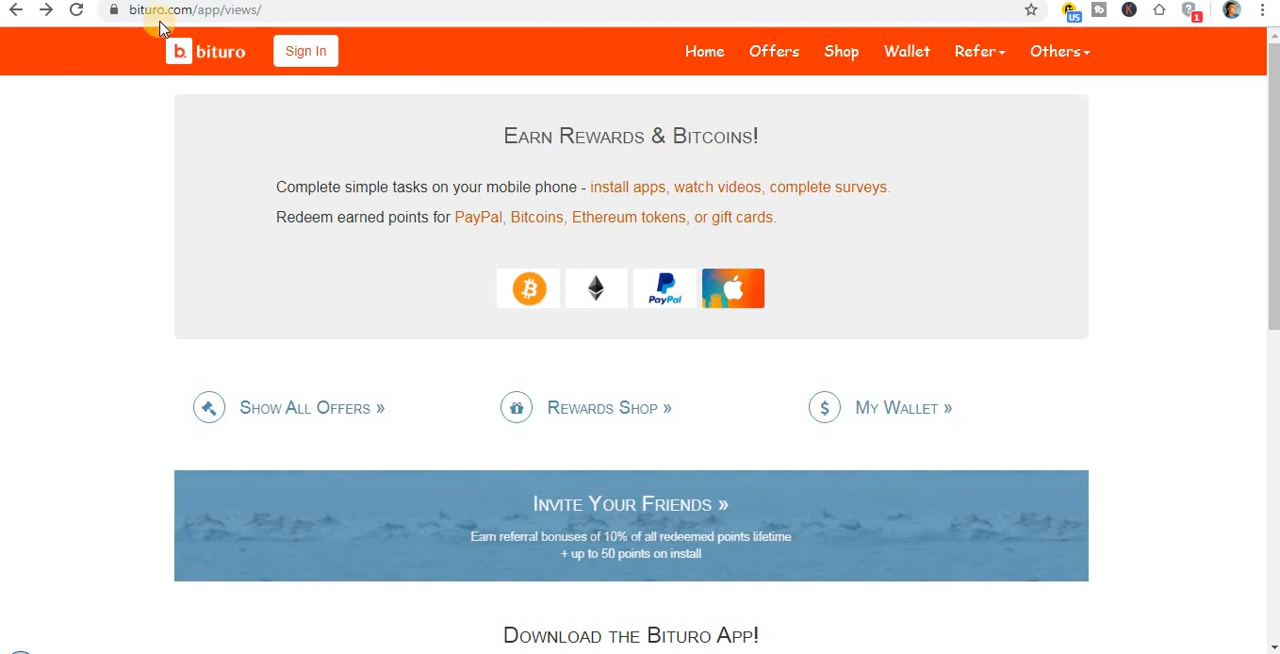 bituro.com/app/views/
US
tb
K
?
1
b. bituro
Sign In
Home
Offers
Shop
Wallet
Refer
Others
Earn Rewards & Bitcoins!
Complete simple tasks on your mobile phone - install apps, watch videos, complete surveys.
Redeem earned points for PayPal, Bitcoins, Ethereum tokens, or gift cards.
PayPal
Show All Offers »
Rewards Shop »
$
My Wallet »
Invite Your Friends »
Earn referral bonuses of 10% of all redeemed points lifetime
+ up to 50 points on install
Download the Bituro App!